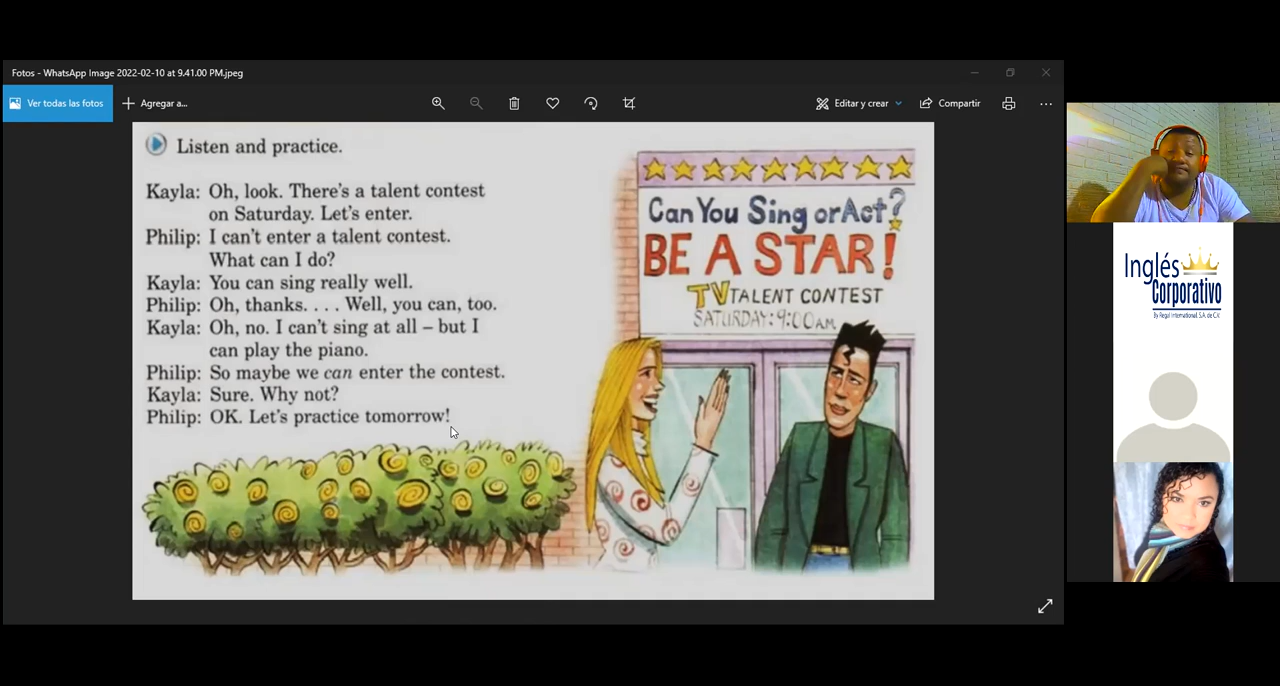 Fotos - WhatsApp Image 2022-02-10 at 9.41.00 PM.jpeg
Ver todas las fotos
Agregar a...
Editar y crear
Compartir
Listen and practice.
Kayla: Oh, look. There's a talent contest
on Saturday. Let's enter.
Philip: I can't enter a talent contest.
What can I do?
Kayla: You can sing really well.
Philip: Oh, thanks. . . . Well, you can, too.
Kayla: Oh, no. I can't sing at all – but I
can play the piano.
Philip: So maybe we can enter the contest.
Kayla: Sure. Why not?
Philip: OK. Let's practice tomorrow!
Can You Sing or Act?
BE A STAR!
TV TALENT CONTEST
SATURDAY: 9:00 A.M.
Inglés
Corporativo
By Regal International S.A. de C.V.